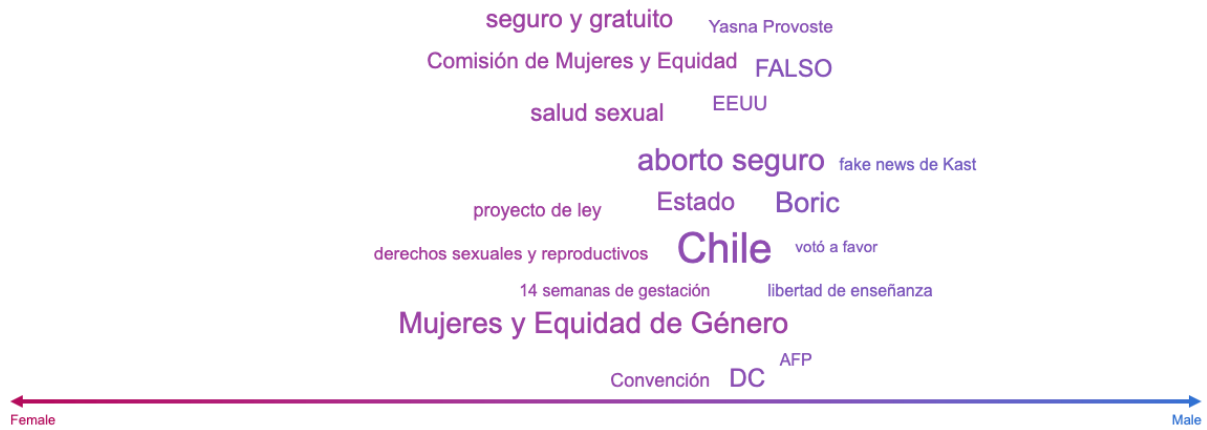 seguro y gratuito
Yasna Provoste
Comisión de Mujeres y Equidad
FALSO
salud sexual
EEUU
aborto seguro
fake news de Kast
proyecto de ley
Estado
Boric
derechos sexuales y reproductivos
Chile
votó a favor
14 semanas de gestación
libertad de enseñanza
Mujeres y Equidad de Género
AFP
Convención
DC
Female
Male